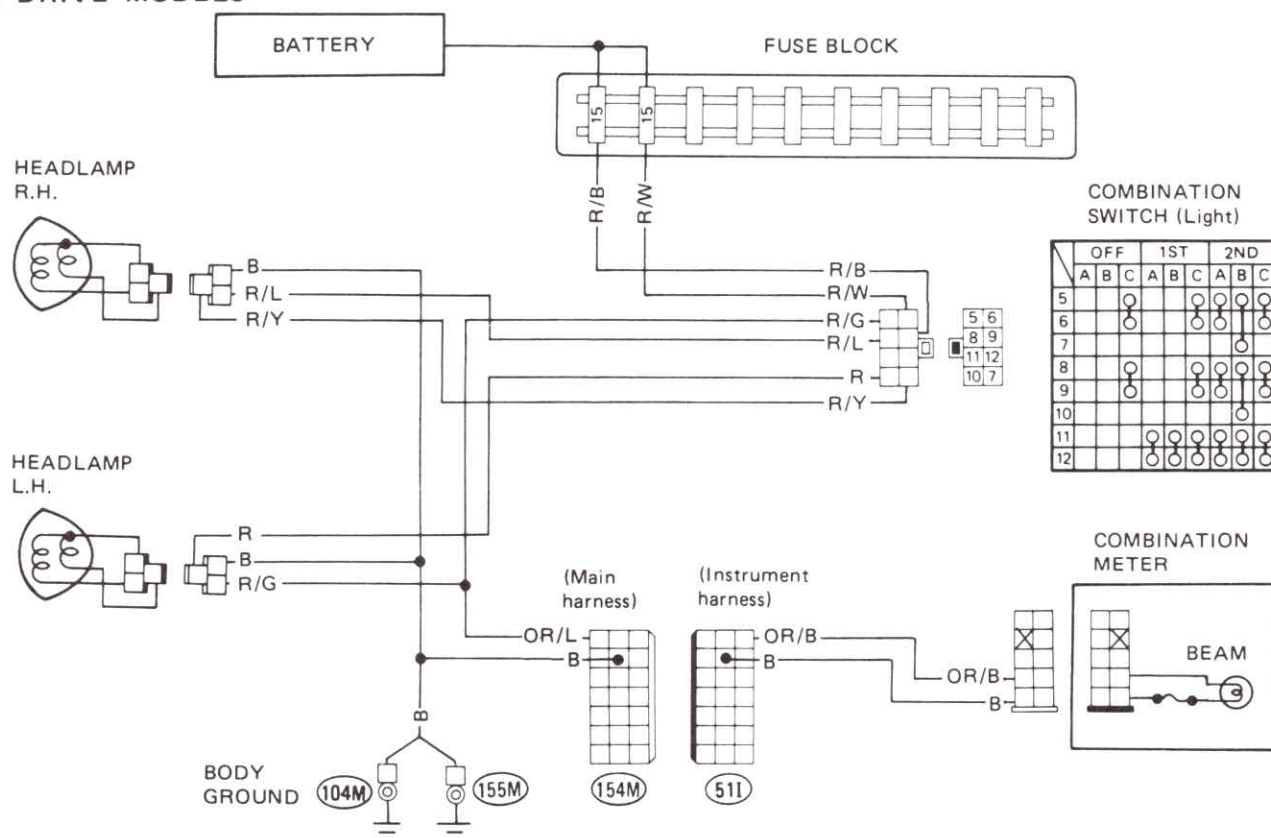 DRIVE MODELS
BATTERY
FUSE BLOCK
15
15
R/B
R/W
HEADLAMP
R.H.
B
R/L
R/Y
R/B
R/W
R/G
R/L
R
R/Y
5 6
8 9
11 12
10 7
COMBINATION
SWITCH (Light)
OFF 1ST 2ND
A B C A B C A B C
5
6
7
8
9
10
11
12
HEADLAMP
L.H.
R
B
R/G
(Main
harness)
(Instrument
harness)
OR/L
B
OR/B
B
OR/B
B
COMBINATION
METER
BEAM
B
BODY
GROUND
104M
155M
154M
51I